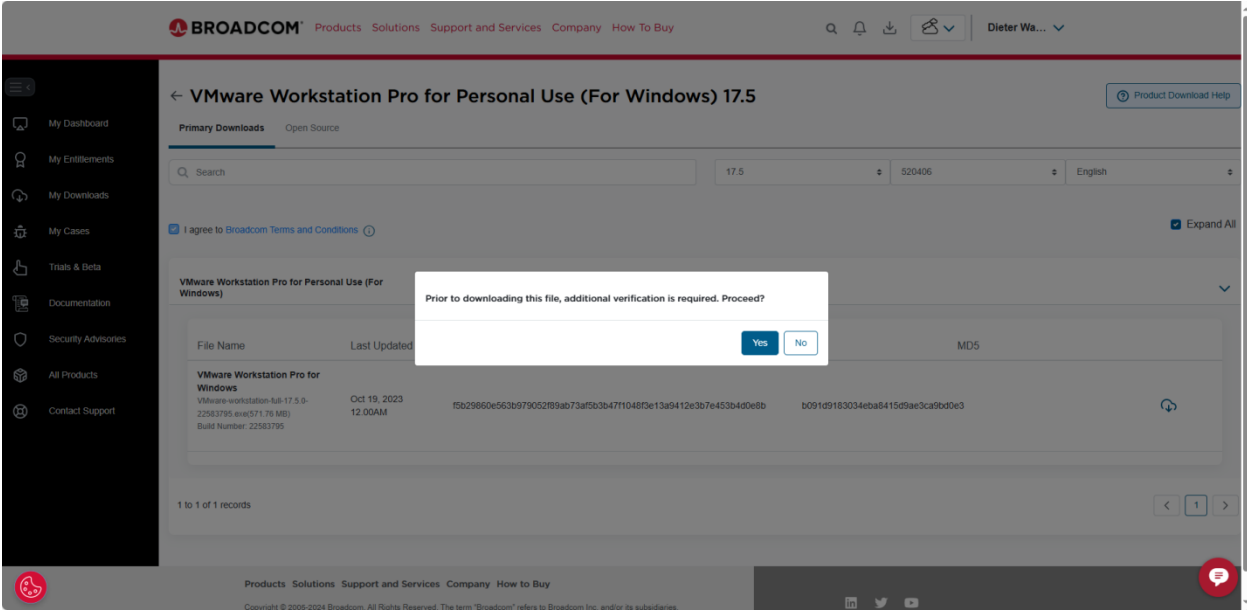 BROADCOM Products Solutions Support and Services Company How To Buy Dieter Wa...
VMware Workstation Pro for Personal Use (For Windows) 17.5
Product Download Help
My Dashboard
My Entitlements
My Downloads
My Cases
Trials & Beta
Documentation
Security Advisories
All Products
Contact Support
Primary Downloads Open Source
Search 17.5 520406 English
I agree to Broadcom Terms and Conditions
Expand All
VMware Workstation Pro for Personal Use (For
Windows)
Prior to downloading this file, additional verification is required. Proceed?
Yes No
File Name Last Updated MD5
VMware Workstation Pro for
Windows
VMware-workstation-full-17.5.0-
22583795.exe(571.76 MB)
Build Number: 22583795
Oct 19, 2023
12.00AM
f5b29860e563b979052f89ab73af5b3b47f1048f3e13a9412e3b7e453b4d0e8b
b091d9183034eba8415d9ae3ca9bd0e3
1 to 1 of 1 records
1
Products Solutions Support and Services Company How to Buy
Copyright © 2005-2024 Broadcom. All Rights Reserved. The term "Broadcom" refers to Broadcom Inc. and/or its subsidiaries.